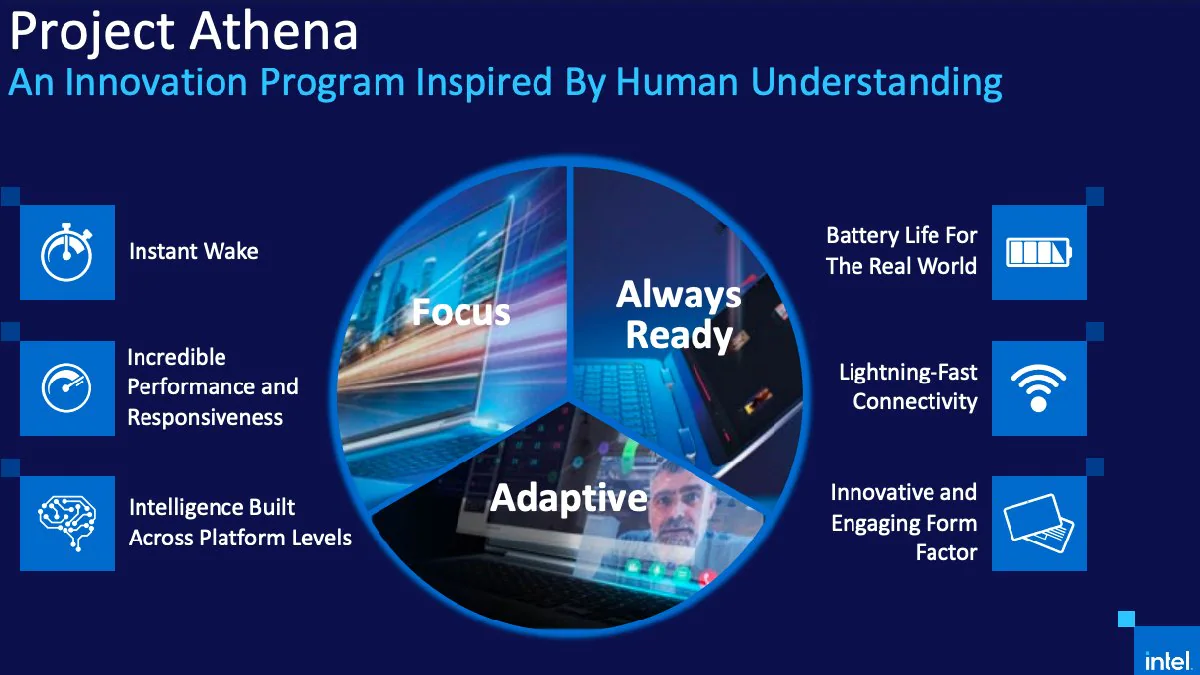 Project Athena
An Innovation Program Inspired By Human Understanding
Instant Wake
Incredible
Performance and
Responsiveness
Intelligence Built
Across Platform Levels
Focus
Always
Ready
Adaptive
Battery Life For
The Real World
Lightning-Fast
Connectivity
Innovative and
Engaging Form
Factor
intel.